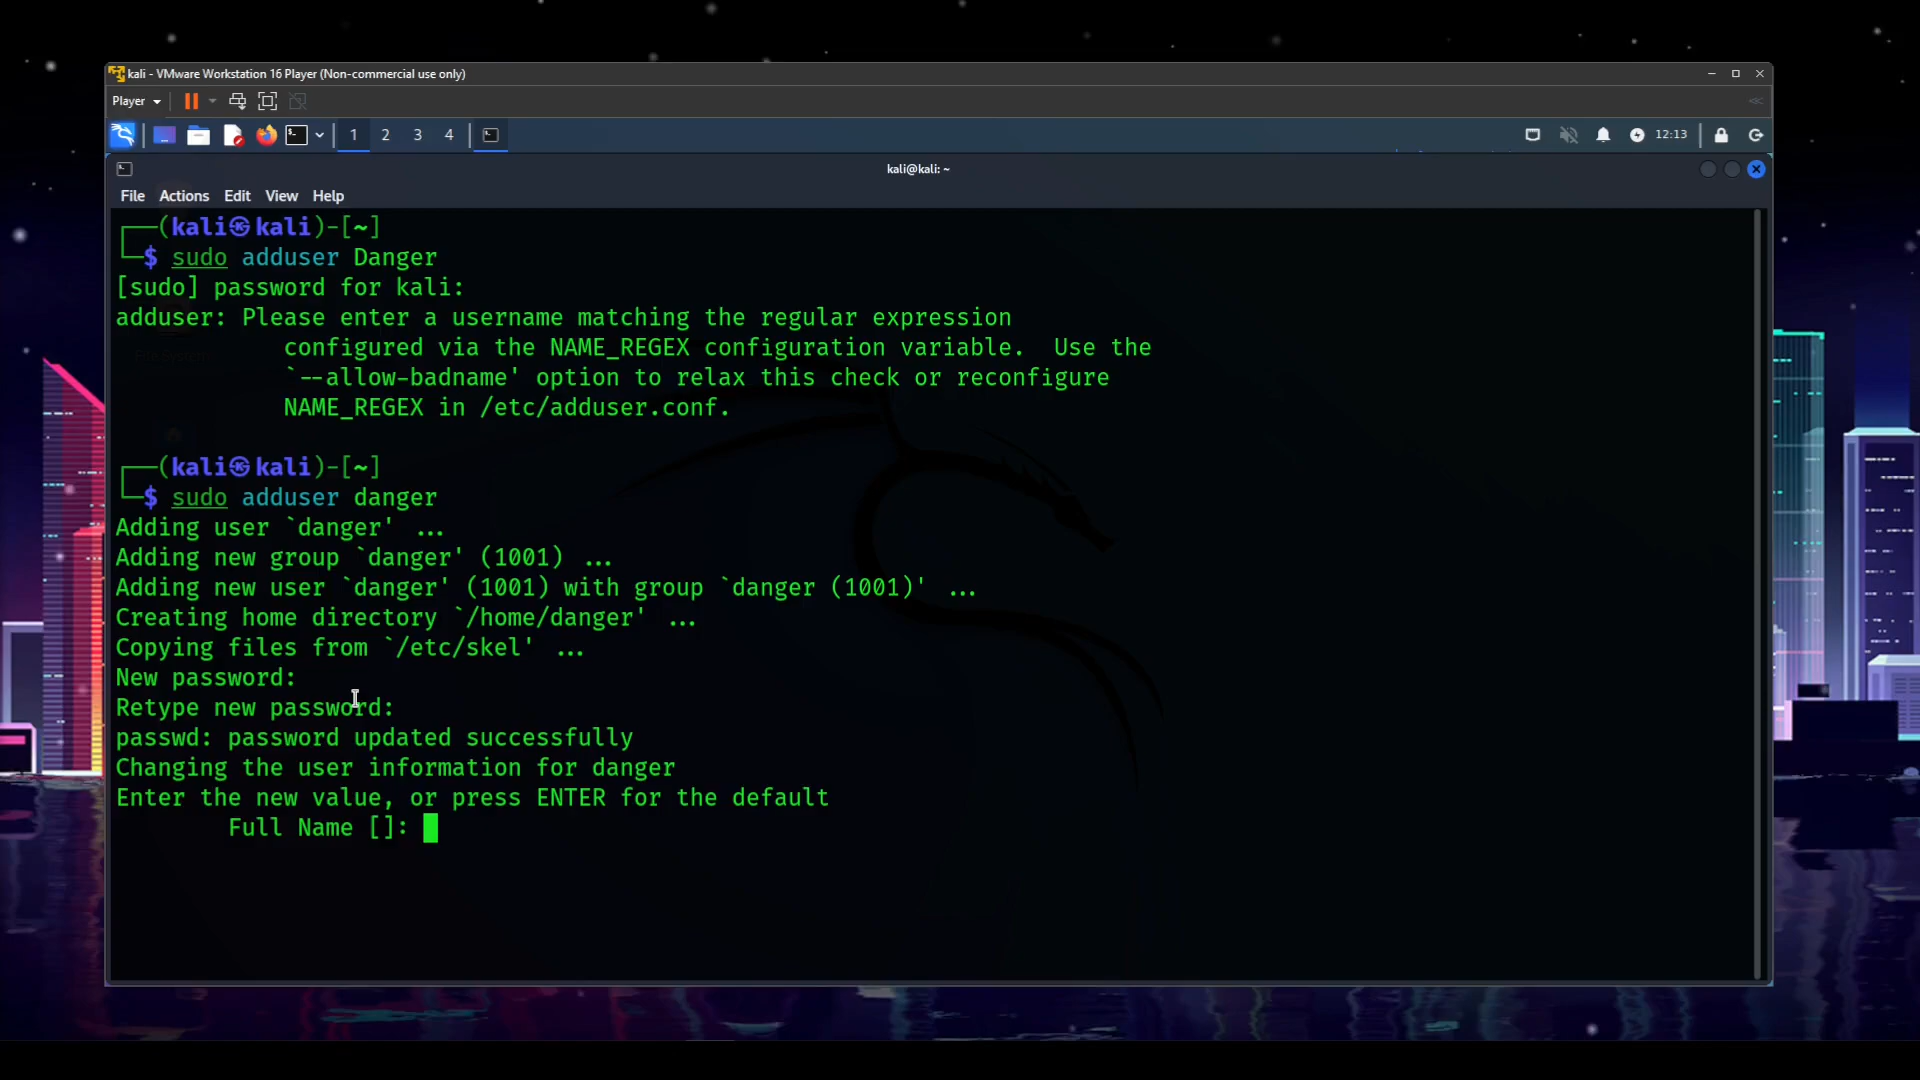 kali - VMware Workstation 16 Player (Non-commercial use only)
Player
1 2 3 4
12:13
kali@kali: ~
File Actions Edit View Help
┌──(kali㉿kali)-[~]
└─$ sudo adduser Danger
[sudo] password for kali:
adduser: Please enter a username matching the regular expression
configured via the NAME_REGEX configuration variable.  Use the
`--allow-badname' option to relax this check or reconfigure
NAME_REGEX in /etc/adduser.conf.
┌──(kali㉿kali)-[~]
└─$ sudo adduser danger
Adding user `danger' ...
Adding new group `danger' (1001) ...
Adding new user `danger' (1001) with group `danger (1001)' ...
Creating home directory `/home/danger' ...
Copying files from `/etc/skel' ...
New password:
Retype new password:
passwd: password updated successfully
Changing the user information for danger
Enter the new value, or press ENTER for the default
Full Name []: